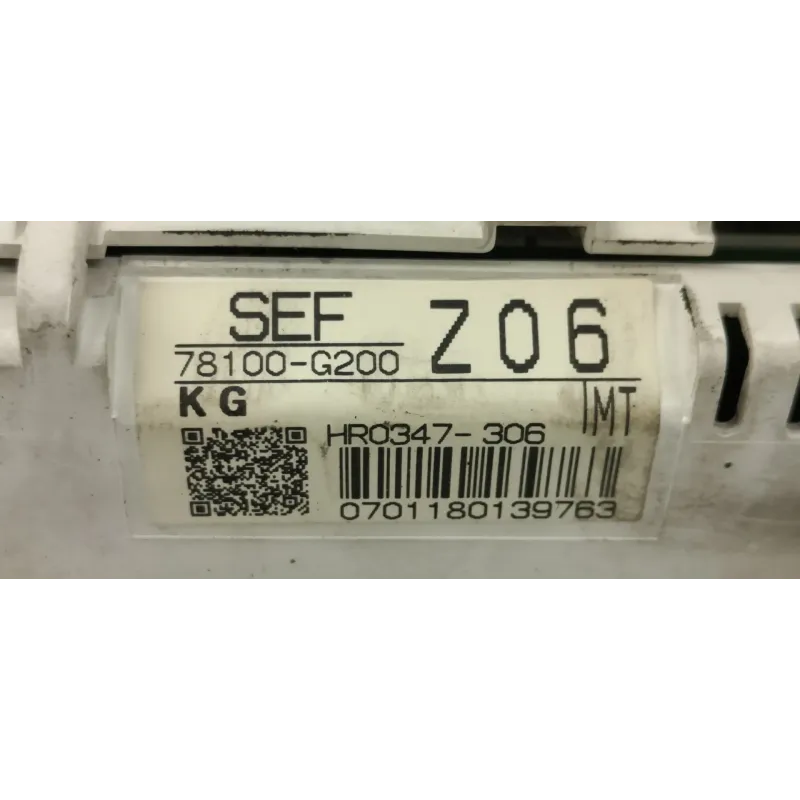 SEF Z06
78100-G200
KG MT
HR0347-306
0701180139763